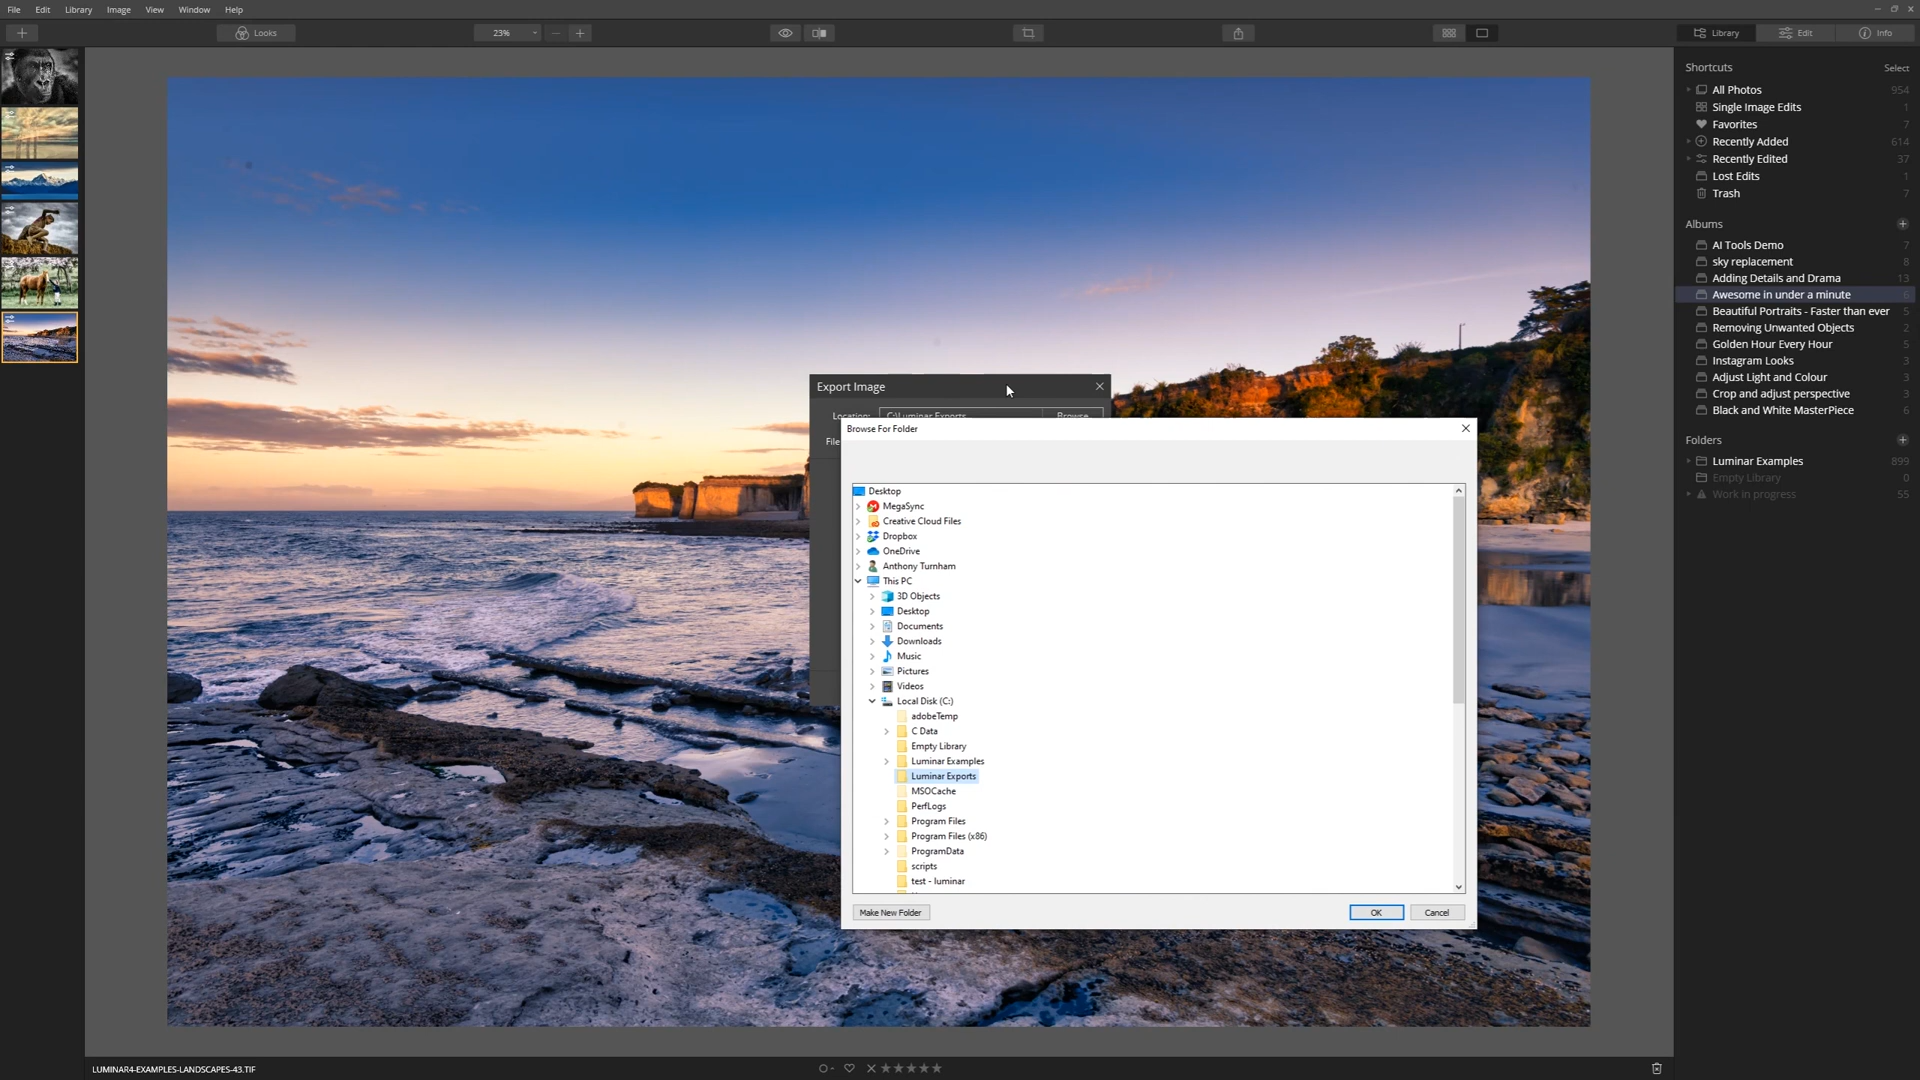 File Edit Library Image View Window Help
Looks
23%
Library Edit Info
Shortcuts Select
All Photos 954
Single Image Edits 1
Favorites 7
Recently Added 614
Recently Edited 37
Lost Edits 1
Trash 7
Albums
AI Tools Demo 7
sky replacement 8
Adding Details and Drama 13
Awesome in under a minute 6
Beautiful Portraits - Faster than ever 5
Removing Unwanted Objects 2
Golden Hour Every Hour 5
Instagram Looks 3
Adjust Light and Colour 3
Crop and adjust perspective 3
Black and White MasterPiece 6
Folders
Luminar Examples 899
Empty Library 0
Work in progress 55
Export Image
Location: C:\Luminar Exports Browse
File
Browse For Folder
Desktop
MegaSync
Creative Cloud Files
Dropbox
OneDrive
Anthony Turnham
This PC
3D Objects
Desktop
Documents
Downloads
Music
Pictures
Videos
Local Disk (C:)
adobeTemp
C Data
Empty Library
Luminar Examples
Luminar Exports
MSOCache
PerfLogs
Program Files
Program Files (x86)
ProgramData
scripts
test - luminar
Make New Folder OK Cancel
LUMINAR4-EXAMPLES-LANDSCAPES-43.TIF